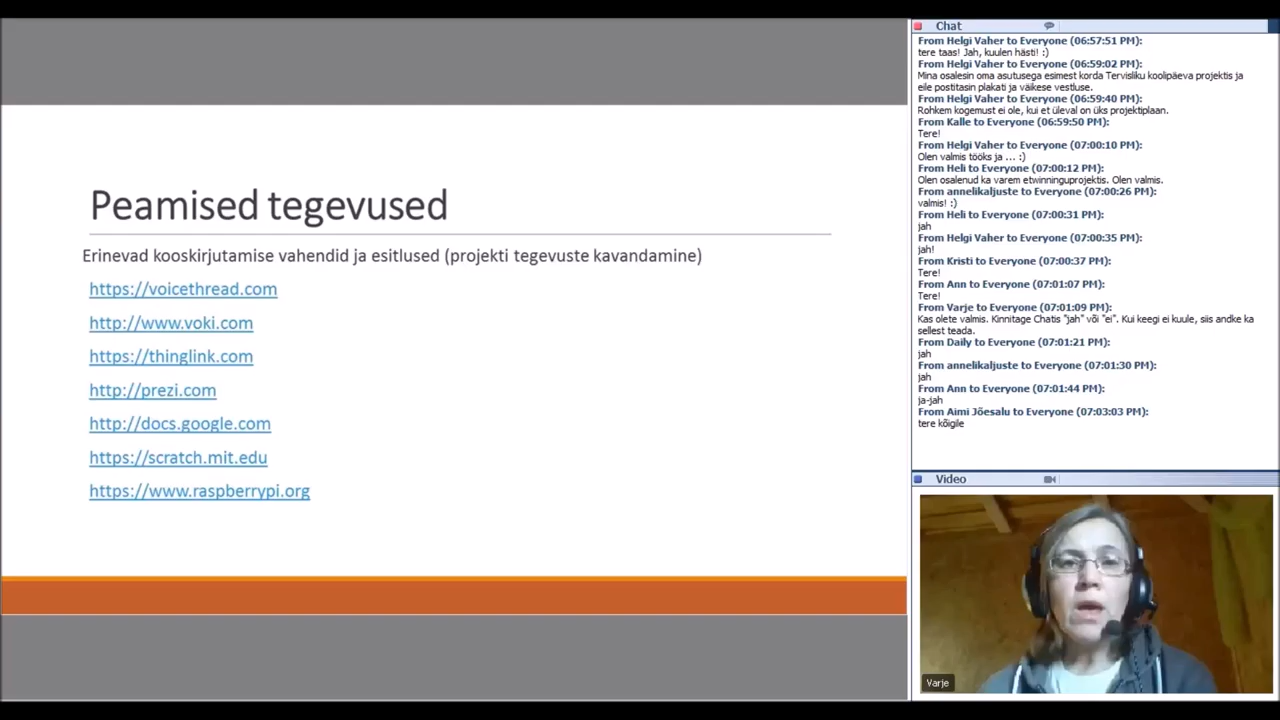 Peamised tegevused
Erinevad kooskirjutamise vahendid ja esitlused (projekti tegevuste kavandamine)
https://voicethread.com
http://www.voki.com
https://thinglink.com
http://prezi.com
http://docs.google.com
https://scratch.mit.edu
https://www.raspberrypi.org
Chat
From Helgi Vaher to Everyone (06:57:51 PM):
tere taas! Jah, kuulen hästi! :)
From Helgi Vaher to Everyone (06:59:02 PM):
Mina osalesin oma asutusega esimest korda Tervisliku koolipäeva projektis ja
eile postitasin plakati ja väikese vestluse.
From Helgi Vaher to Everyone (06:59:40 PM):
Rohkem kogemust ei ole, kui et üleval on üks projektiplaan.
From Kalle to Everyone (06:59:50 PM):
Tere!
From Helgi Vaher to Everyone (07:00:10 PM):
Olen valmis tööks ja ... :)
From Heli to Everyone (07:00:12 PM):
Olen osalenud ka varem etwinninguprojektis. Olen valmis.
From annelikaljuste to Everyone (07:00:26 PM):
valmis! :)
From Heli to Everyone (07:00:31 PM):
jah
From Helgi Vaher to Everyone (07:00:35 PM):
jah!
From Kristi to Everyone (07:00:37 PM):
Tere!
From Ann to Everyone (07:01:07 PM):
Tere!
From Varje to Everyone (07:01:09 PM):
Kas olete valmis. Kinnitage Chatis "jah" või "ei". Kui keegi ei kuule, siis andke ka
sellest teada.
From Daily to Everyone (07:01:21 PM):
jah
From annelikaljuste to Everyone (07:01:30 PM):
jah
From Ann to Everyone (07:01:44 PM):
ja-jah
From Aimi Jõesalu to Everyone (07:03:03 PM):
tere kõigile
Video
Varje